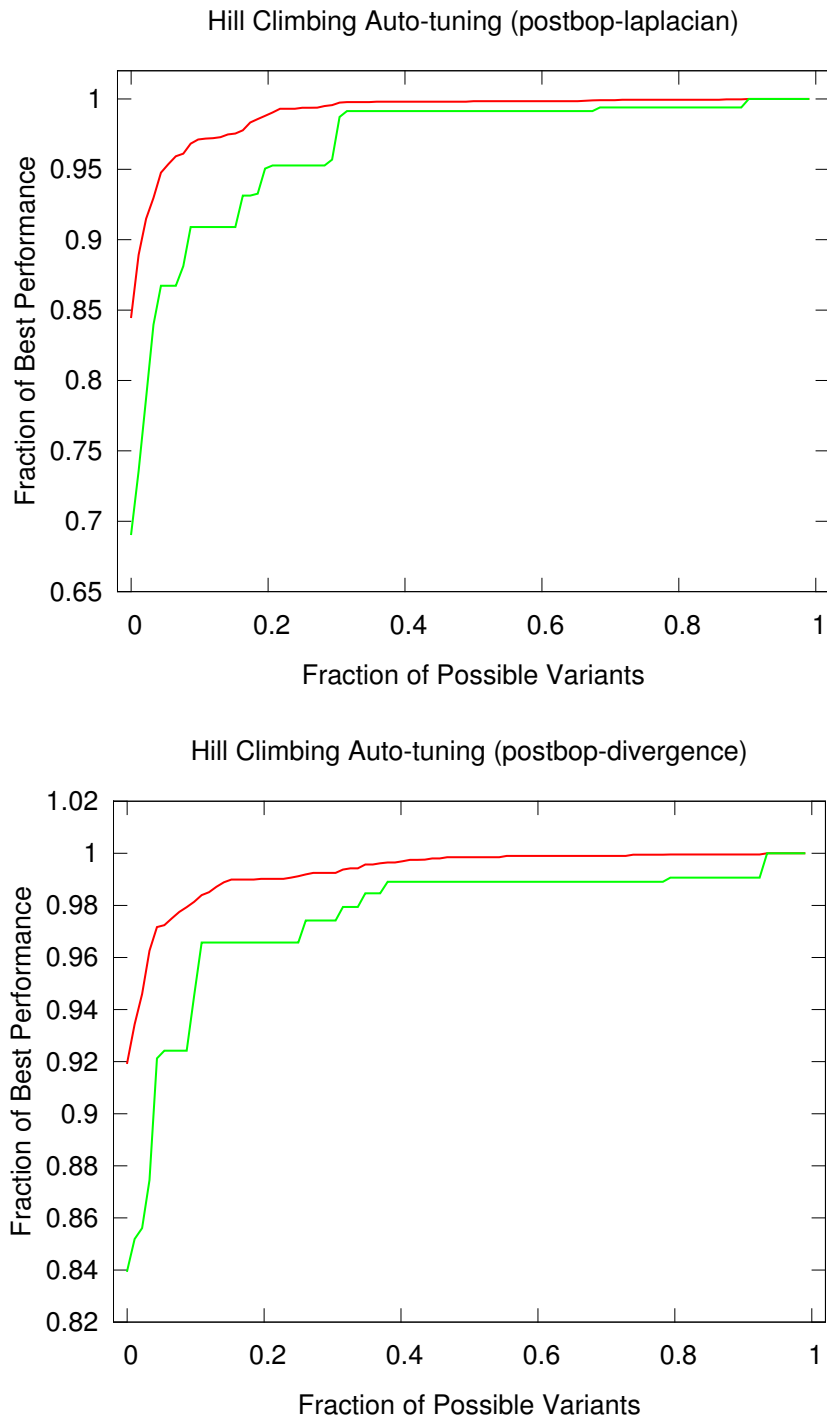 Hill Climbing Auto-tuning (postbop-laplacian)
1
0.95
0.9
0.85
0.8
0.75
0.7
0.65
Fraction of Best Performance
0 0.2 0.4 0.6 0.8 1
Fraction of Possible Variants
Hill Climbing Auto-tuning (postbop-divergence)
1.02
1
0.98
0.96
0.94
0.92
0.9
0.88
0.86
0.84
0.82
Fraction of Best Performance
0 0.2 0.4 0.6 0.8 1
Fraction of Possible Variants